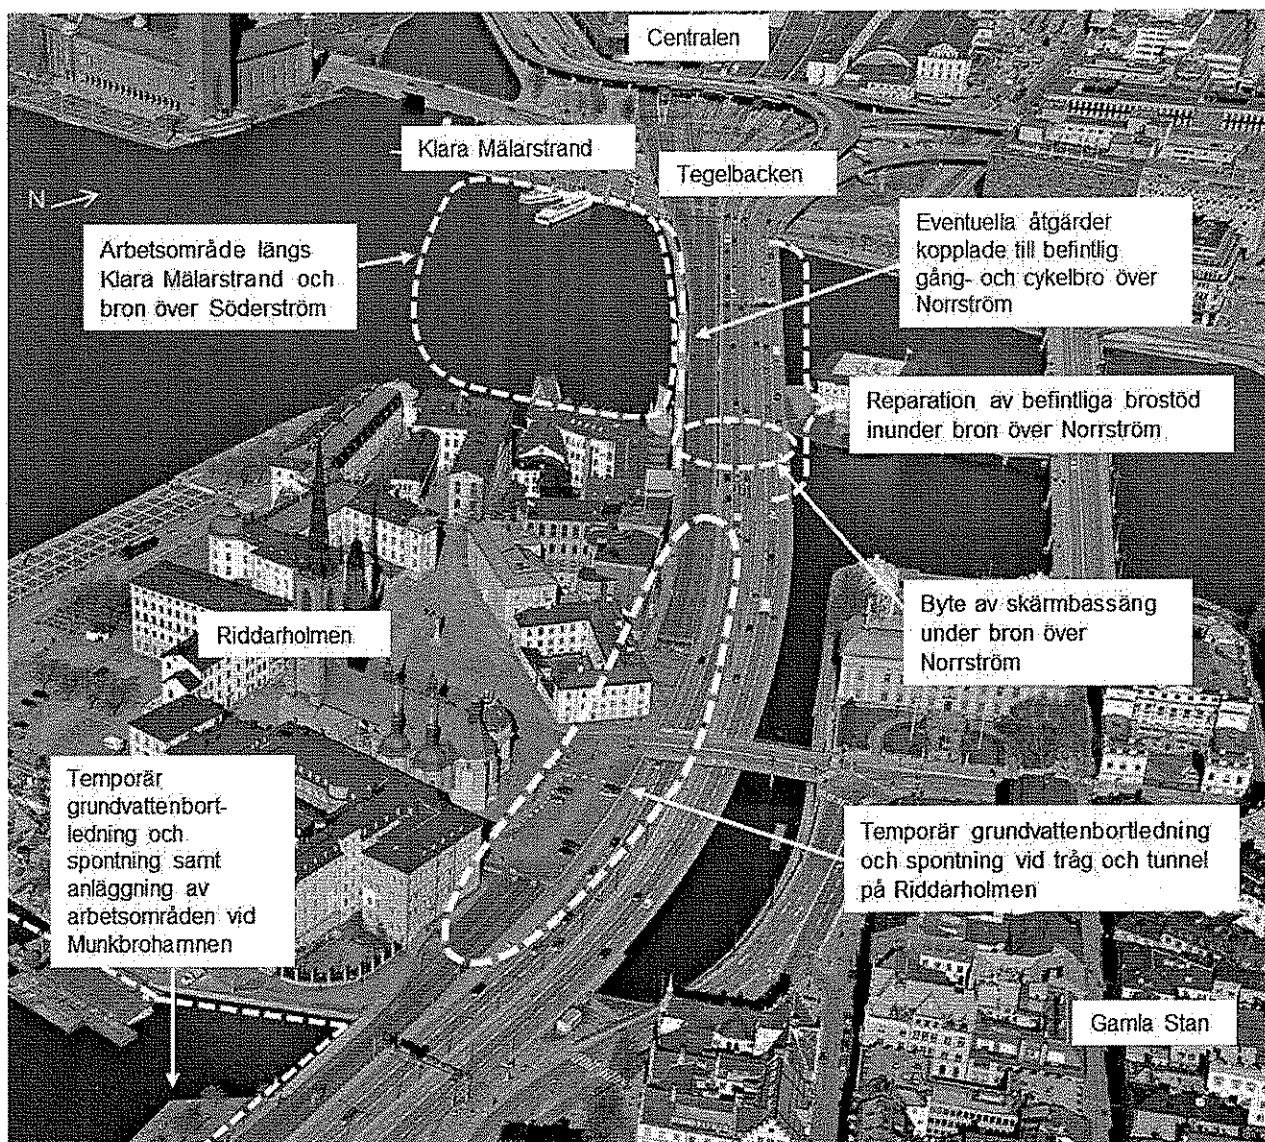 Centralen
Klara Mälarstrand
Tegelbacken
N
Arbetsområde längs
Klara Mälarstrand och
bron över Söderström
Eventuella åtgärder
kopplade till befintlig
gång- och cykelbro över
Norrström
Reparation av befintliga brostöd
inunder bron över Norrström
Byte av skärmbassäng
under bron över
Norrström
Riddarholmen
Temporär
grundvattenbort-
ledning och
spontning samt
anläggning av
arbetsområden vid
Munkbrohamnen
Temporär grundvattenbortledning
och spontning vid tråg och tunnel
på Riddarholmen
Gamla Stan